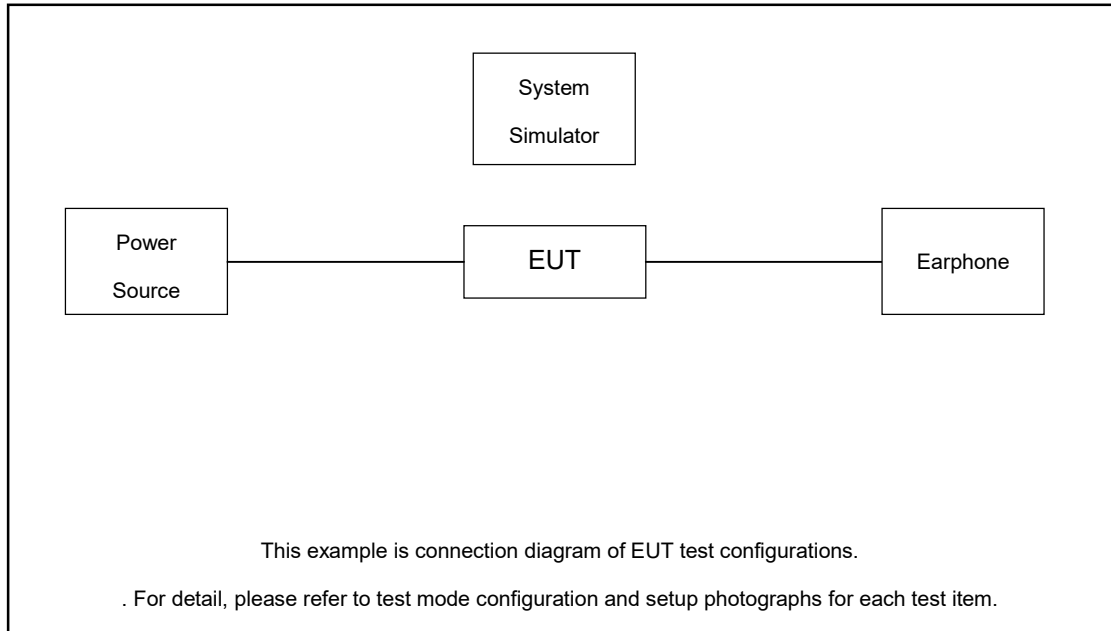 System
Simulator
Power
Source
EUT
Earphone
This example is connection diagram of EUT test configurations.
. For detail, please refer to test mode configuration and setup photographs for each test item.